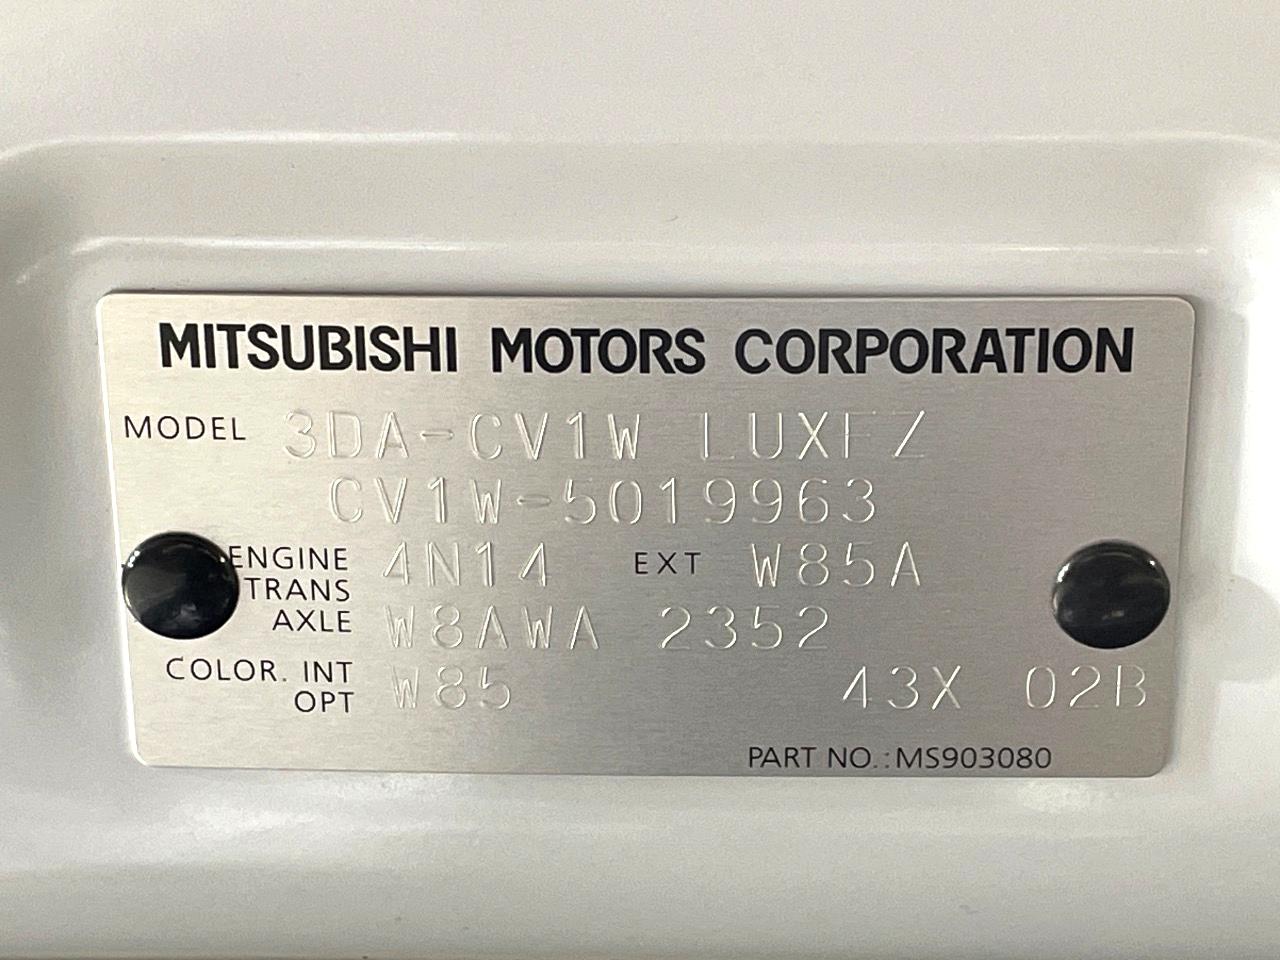 MITSUBISHI MOTORS CORPORATION
MODEL 3DA-CV1W LUXFZ
CV1W-5019963
ENGINE 4N14 EXT W85A
TRANS
AXLE W8AWA 2352
COLOR. INT W85 43X 02B
OPT
PART NO.:MS903080